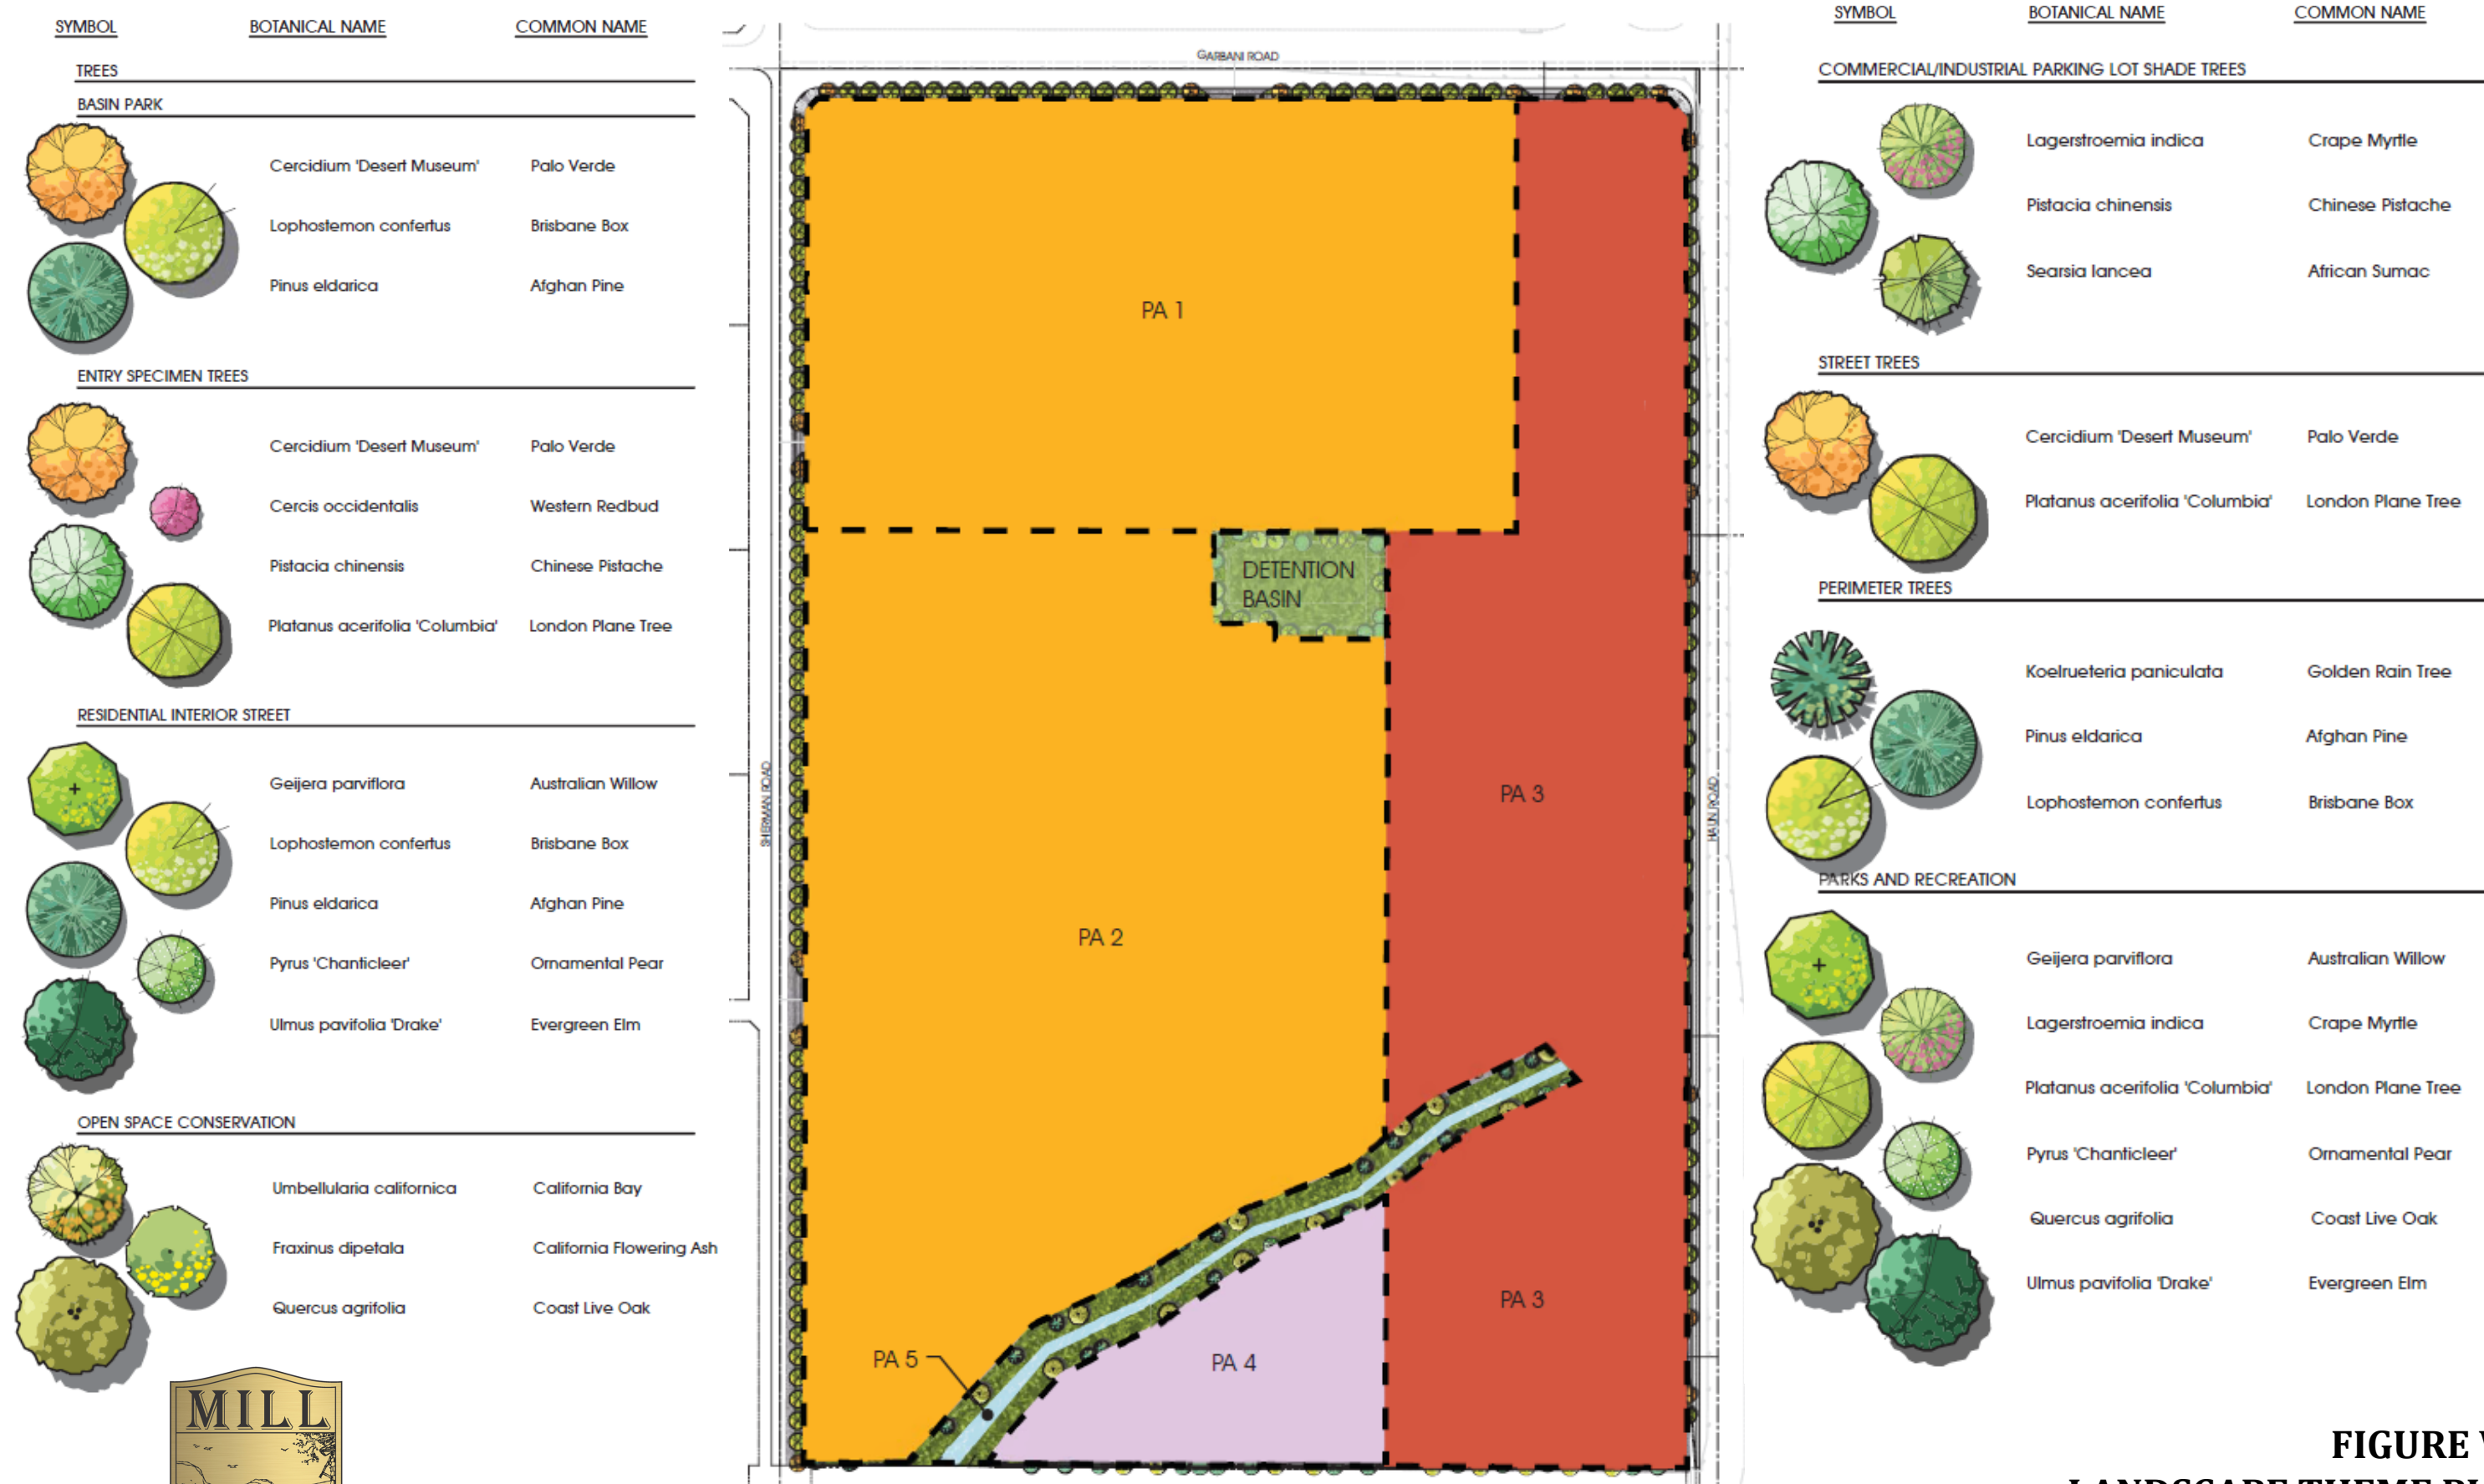 SYMBOL BOTANICAL NAME COMMON NAME
TREES
BASIN PARK
Cercidium 'Desert Museum' Palo Verde
Lophostemon confertus Brisbane Box
Pinus eldarica Afghan Pine
ENTRY SPECIMEN TREES
Cercidium 'Desert Museum' Palo Verde
Cercis occidentalis Western Redbud
Pistacia chinensis Chinese Pistache
Platanus acerifolia 'Columbia' London Plane Tree
RESIDENTIAL INTERIOR STREET
Geijera parviflora Australian Willow
Lophostemon confertus Brisbane Box
Pinus eldarica Afghan Pine
Pyrus 'Chanticleer' Ornamental Pear
Ulmus pavifolia 'Drake' Evergreen Elm
OPEN SPACE CONSERVATION
Umbellularia californica California Bay
Fraxinus dipetala California Flowering Ash
Quercus agrifolia Coast Live Oak
MILL
GARBANI ROAD
PA 1
DETENTION
BASIN
SHERMAN ROAD
PA 3
HAUN ROAD
PA 2
PA 3
PA 5
PA 4
SYMBOL BOTANICAL NAME COMMON NAME
COMMERCIAL/INDUSTRIAL PARKING LOT SHADE TREES
Lagerstroemia indica Crape Myrtle
Pistacia chinensis Chinese Pistache
Searsia lancea African Sumac
STREET TREES
Cercidium 'Desert Museum' Palo Verde
Platanus acerifolia 'Columbia' London Plane Tree
PERIMETER TREES
Koelrueteria paniculata Golden Rain Tree
Pinus eldarica Afghan Pine
Lophostemon confertus Brisbane Box
PARKS AND RECREATION
Geijera parviflora Australian Willow
Lagerstroemia indica Crape Myrtle
Platanus acerifolia 'Columbia' London Plane Tree
Pyrus 'Chanticleer' Ornamental Pear
Quercus agrifolia Coast Live Oak
Ulmus pavifolia 'Drake' Evergreen Elm
FIGURE
LANDSCAPE THEME